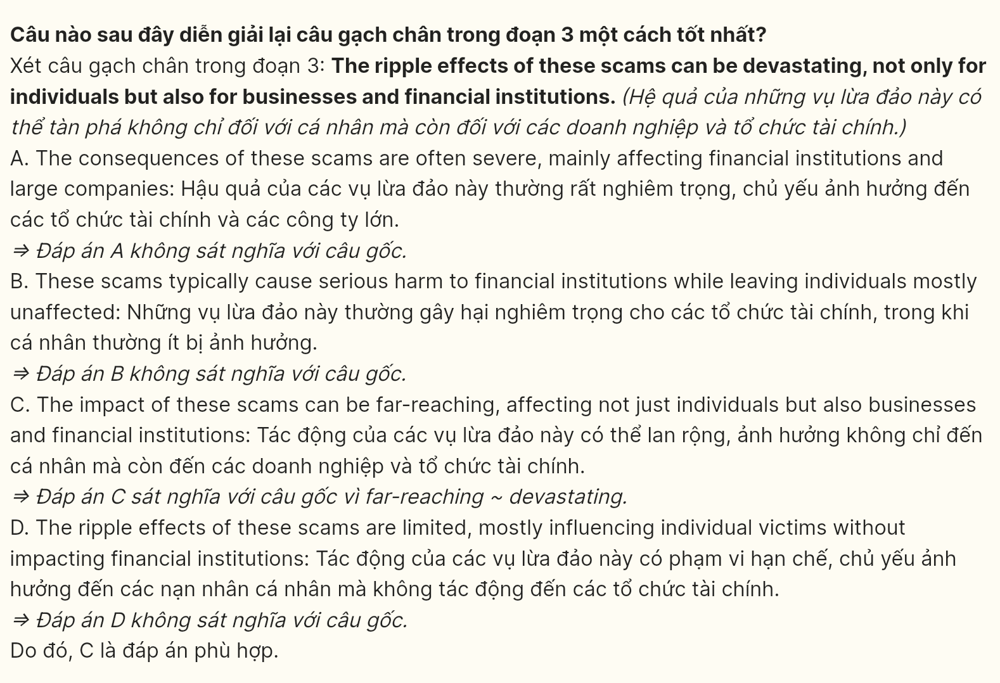 Câu nào sau đây diễn giải lại câu gạch chân trong đoạn 3 một cách tốt nhất?
Xét câu gạch chân trong đoạn 3: The ripple effects of these scams can be devastating, not only for
individuals but also for businesses and financial institutions. (Hệ quả của những vụ lừa đảo này có
thể tàn phá không chỉ đối với cá nhân mà còn đối với các doanh nghiệp và tổ chức tài chính.)
A. The consequences of these scams are often severe, mainly affecting financial institutions and
large companies: Hậu quả của các vụ lừa đảo này thường rất nghiêm trọng, chủ yếu ảnh hưởng đến
các tổ chức tài chính và các công ty lớn.
⇒ Đáp án A không sát nghĩa với câu gốc.
B. These scams typically cause serious harm to financial institutions while leaving individuals mostly
unaffected: Những vụ lừa đảo này thường gây hại nghiêm trọng cho các tổ chức tài chính, trong khi
cá nhân thường ít bị ảnh hưởng.
⇒ Đáp án B không sát nghĩa với câu gốc.
C. The impact of these scams can be far-reaching, affecting not just individuals but also businesses
and financial institutions: Tác động của các vụ lừa đảo này có thể lan rộng, ảnh hưởng không chỉ đến
cá nhân mà còn đến các doanh nghiệp và tổ chức tài chính.
⇒ Đáp án C sát nghĩa với câu gốc vì far-reaching ~ devastating.
D. The ripple effects of these scams are limited, mostly influencing individual victims without
impacting financial institutions: Tác động của các vụ lừa đảo này có phạm vi hạn chế, chủ yếu ảnh
hưởng đến các nạn nhân cá nhân mà không tác động đến các tổ chức tài chính.
⇒ Đáp án D không sát nghĩa với câu gốc.
Do đó, C là đáp án phù hợp.